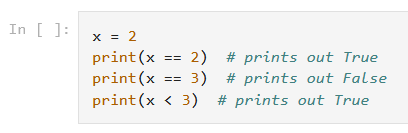 In [ ]:
x = 2
print(x == 2)  # prints out True
print(x == 3)  # prints out False
print(x < 3)  # prints out True